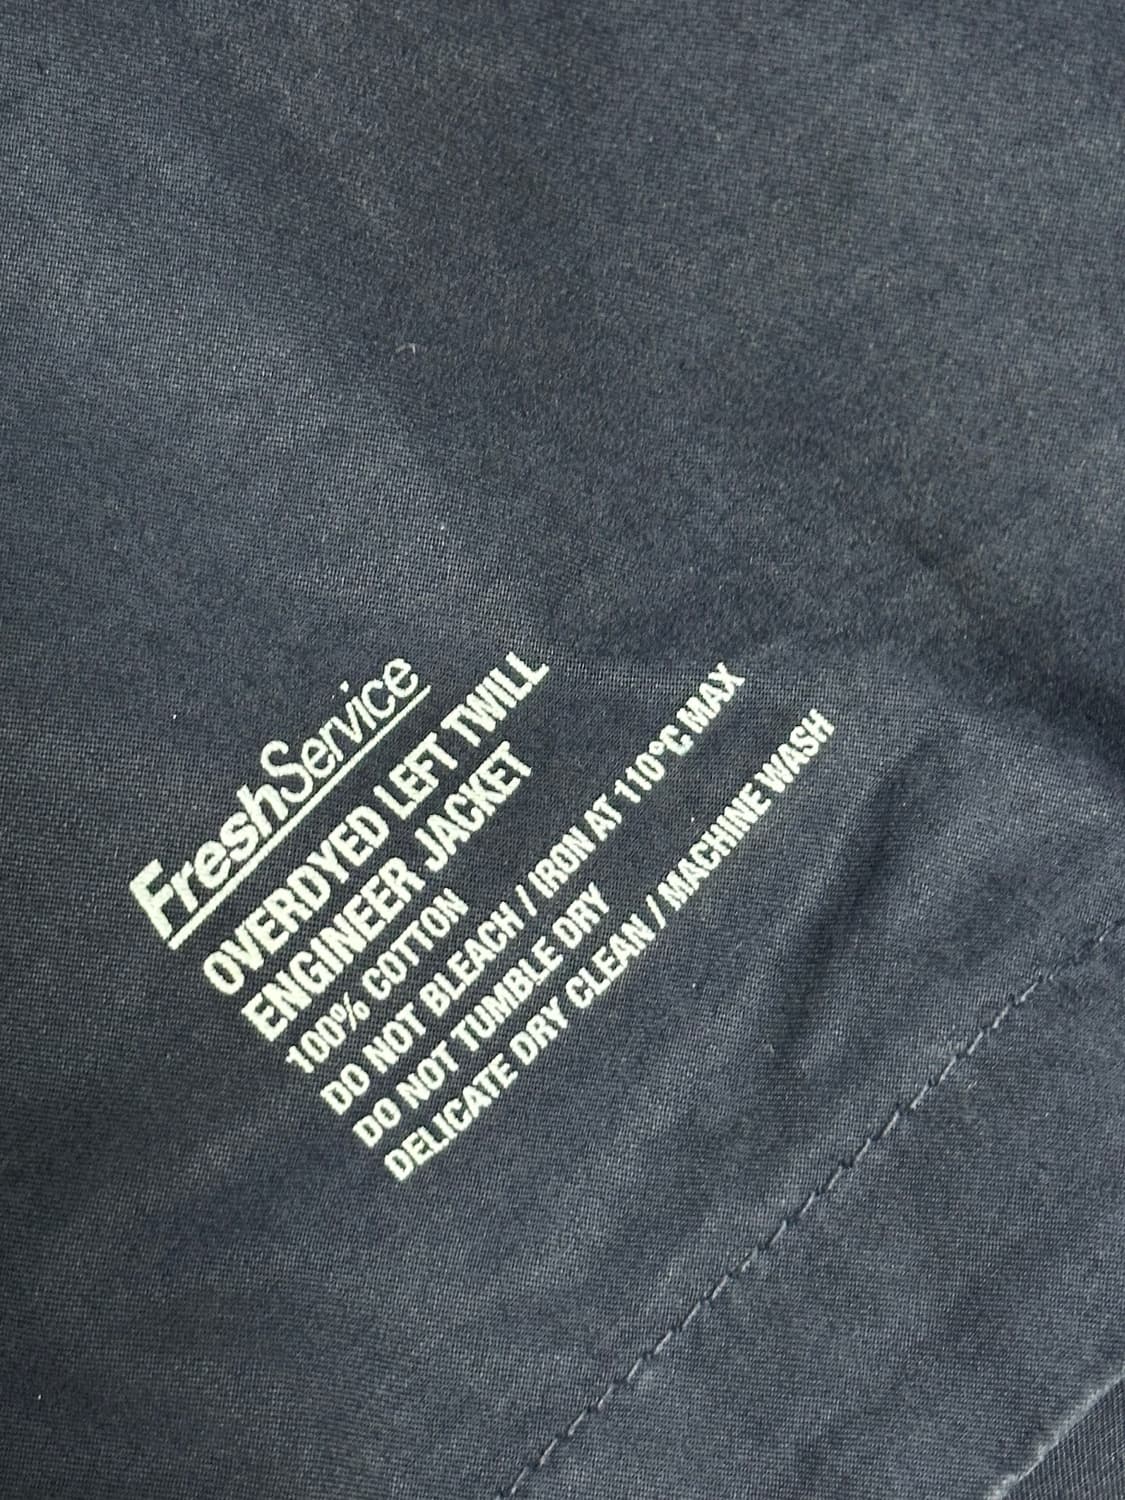 FreshService
OVERDYED LEFT TWILL
ENGINEER JACKET
100% COTTON
DO NOT BLEACH / IRON AT 110°C MAX
DO NOT TUMBLE DRY
DELICATE DRY CLEAN / MACHINE WASH